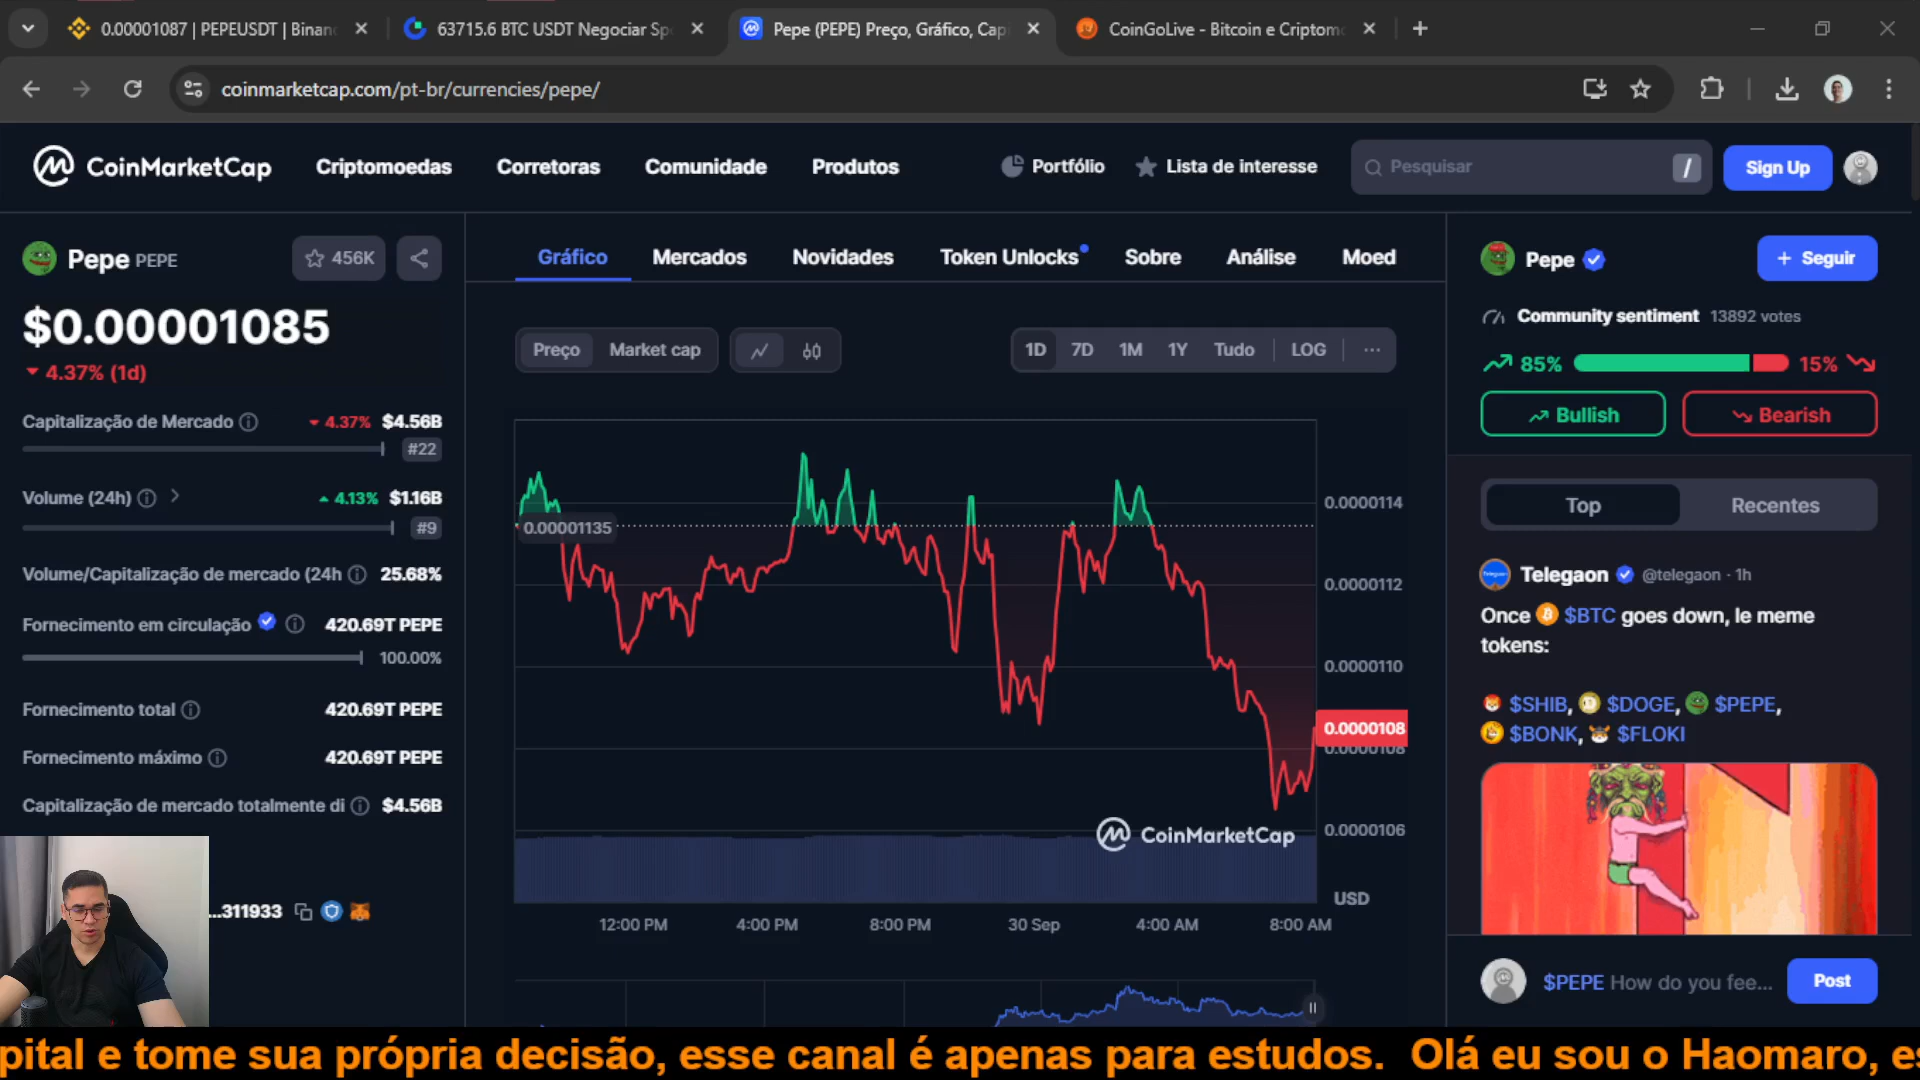 0.00001087 | PEPEUSDT | Binan
63715.6 BTC USDT Negociar Sp
Pepe (PEPE) Preço, Gráfico, Cap
CoinGoLive - Bitcoin e Criptom
coinmarketcap.com/pt-br/currencies/pepe/
CoinMarketCap
Criptomoedas
Corretoras
Comunidade
Produtos
Portfólio
Lista de interesse
Pesquisar
/
Sign Up
Pepe PEPE
456K
$0.00001085
4.37% (1d)
Capitalização de Mercado
4.37% $4.56B
#22
Volume (24h)
4.13% $1.16B
#9
Volume/Capitalização de mercado (24h
25.68%
Fornecimento em circulação
420.69T PEPE
100.00%
Fornecimento total
420.69T PEPE
Fornecimento máximo
420.69T PEPE
Capitalização de mercado totalmente di
$4.56B
...311933
Gráfico
Mercados
Novidades
Token Unlocks
Sobre
Análise
Moed
Preço
Market cap
1D
7D
1M
1Y
Tudo
LOG
0.00001135
0.0000114
0.0000112
0.0000110
0.0000108
0.0000108
0.0000106
CoinMarketCap
USD
12:00 PM
4:00 PM
8:00 PM
30 Sep
4:00 AM
8:00 AM
Pepe
+ Seguir
Community sentiment 13892 votes
85%
15%
Bullish
Bearish
Top
Recentes
Telegaon @telegaon · 1h
Once $BTC goes down, le meme
tokens:
$SHIB, $DOGE, $PEPE,
$BONK, $FLOKI
$PEPE How do you fee...
Post
pital e tome sua própria decisão, esse canal é apenas para estudos. Olá eu sou o Haomaro, es